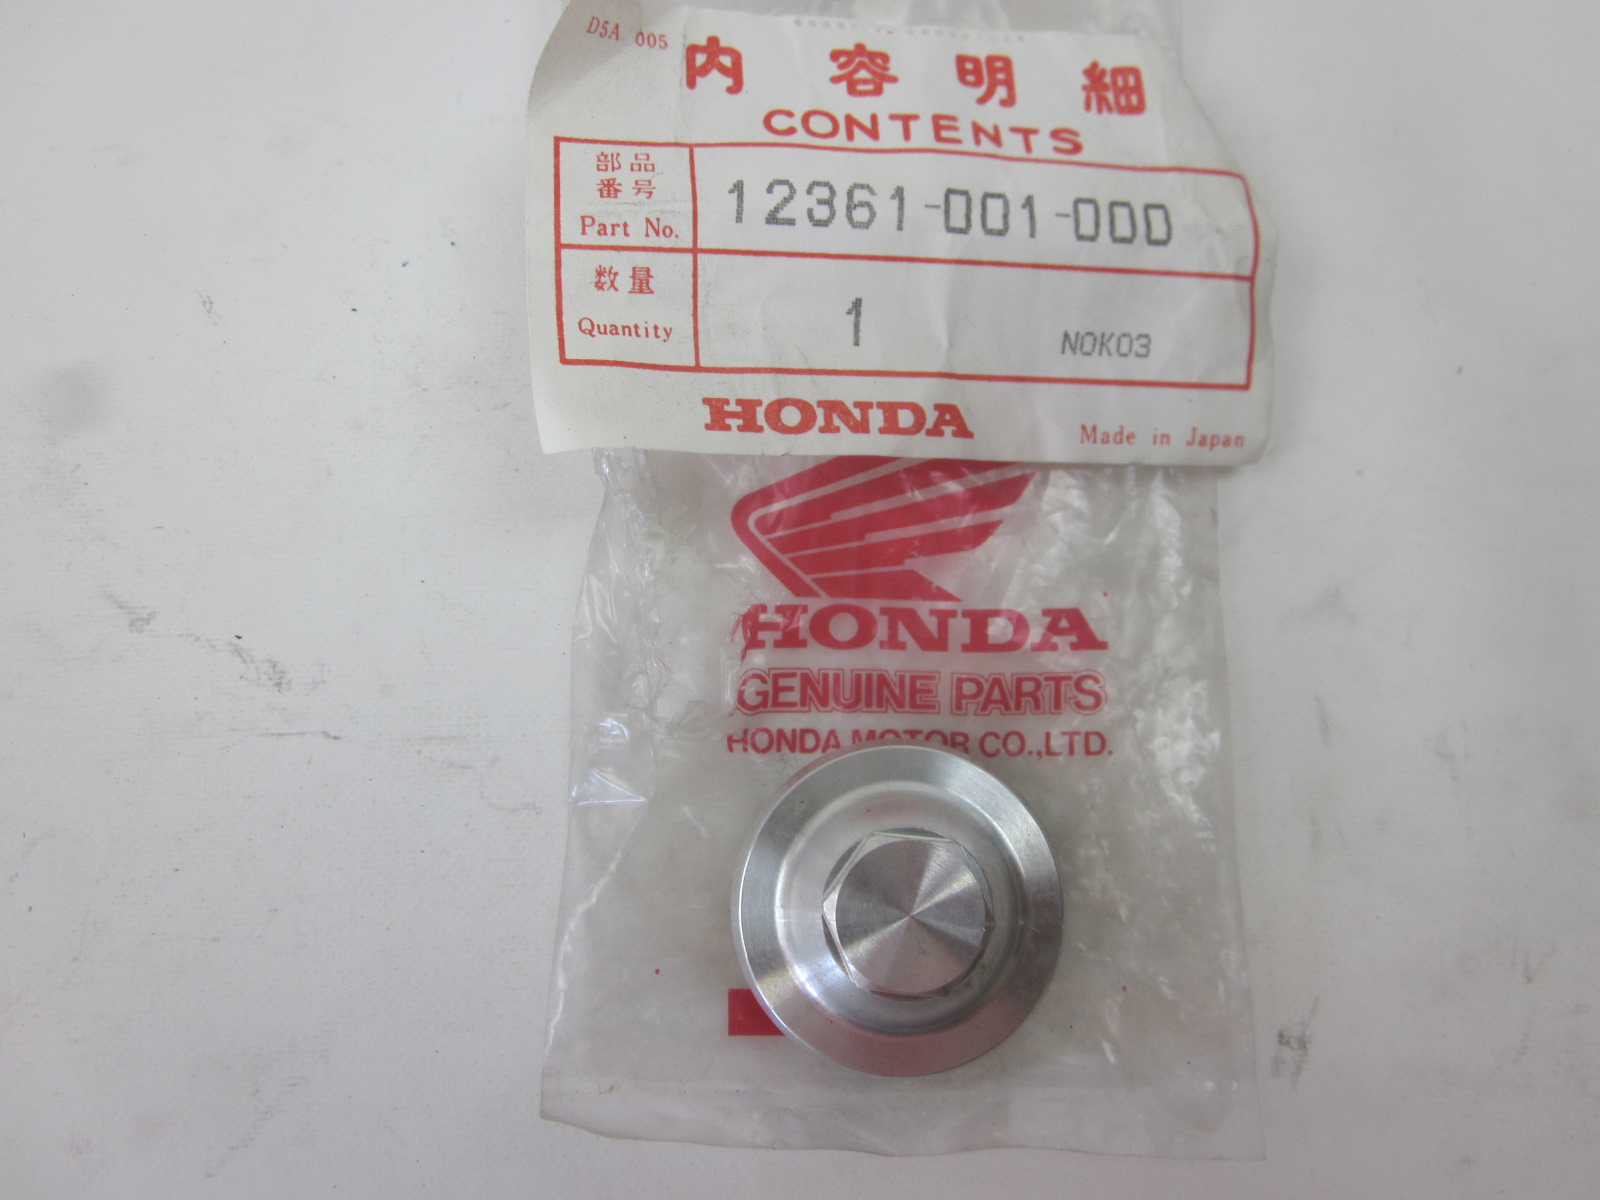 D5A 005
内容明細
CONTENTS
部品
番号
Part No.
12361-001-000
数量
Quantity
1
NOK03
HONDA
Made in Japan
HONDA
GENUINE PARTS
HONDA MOTOR CO.,LTD.